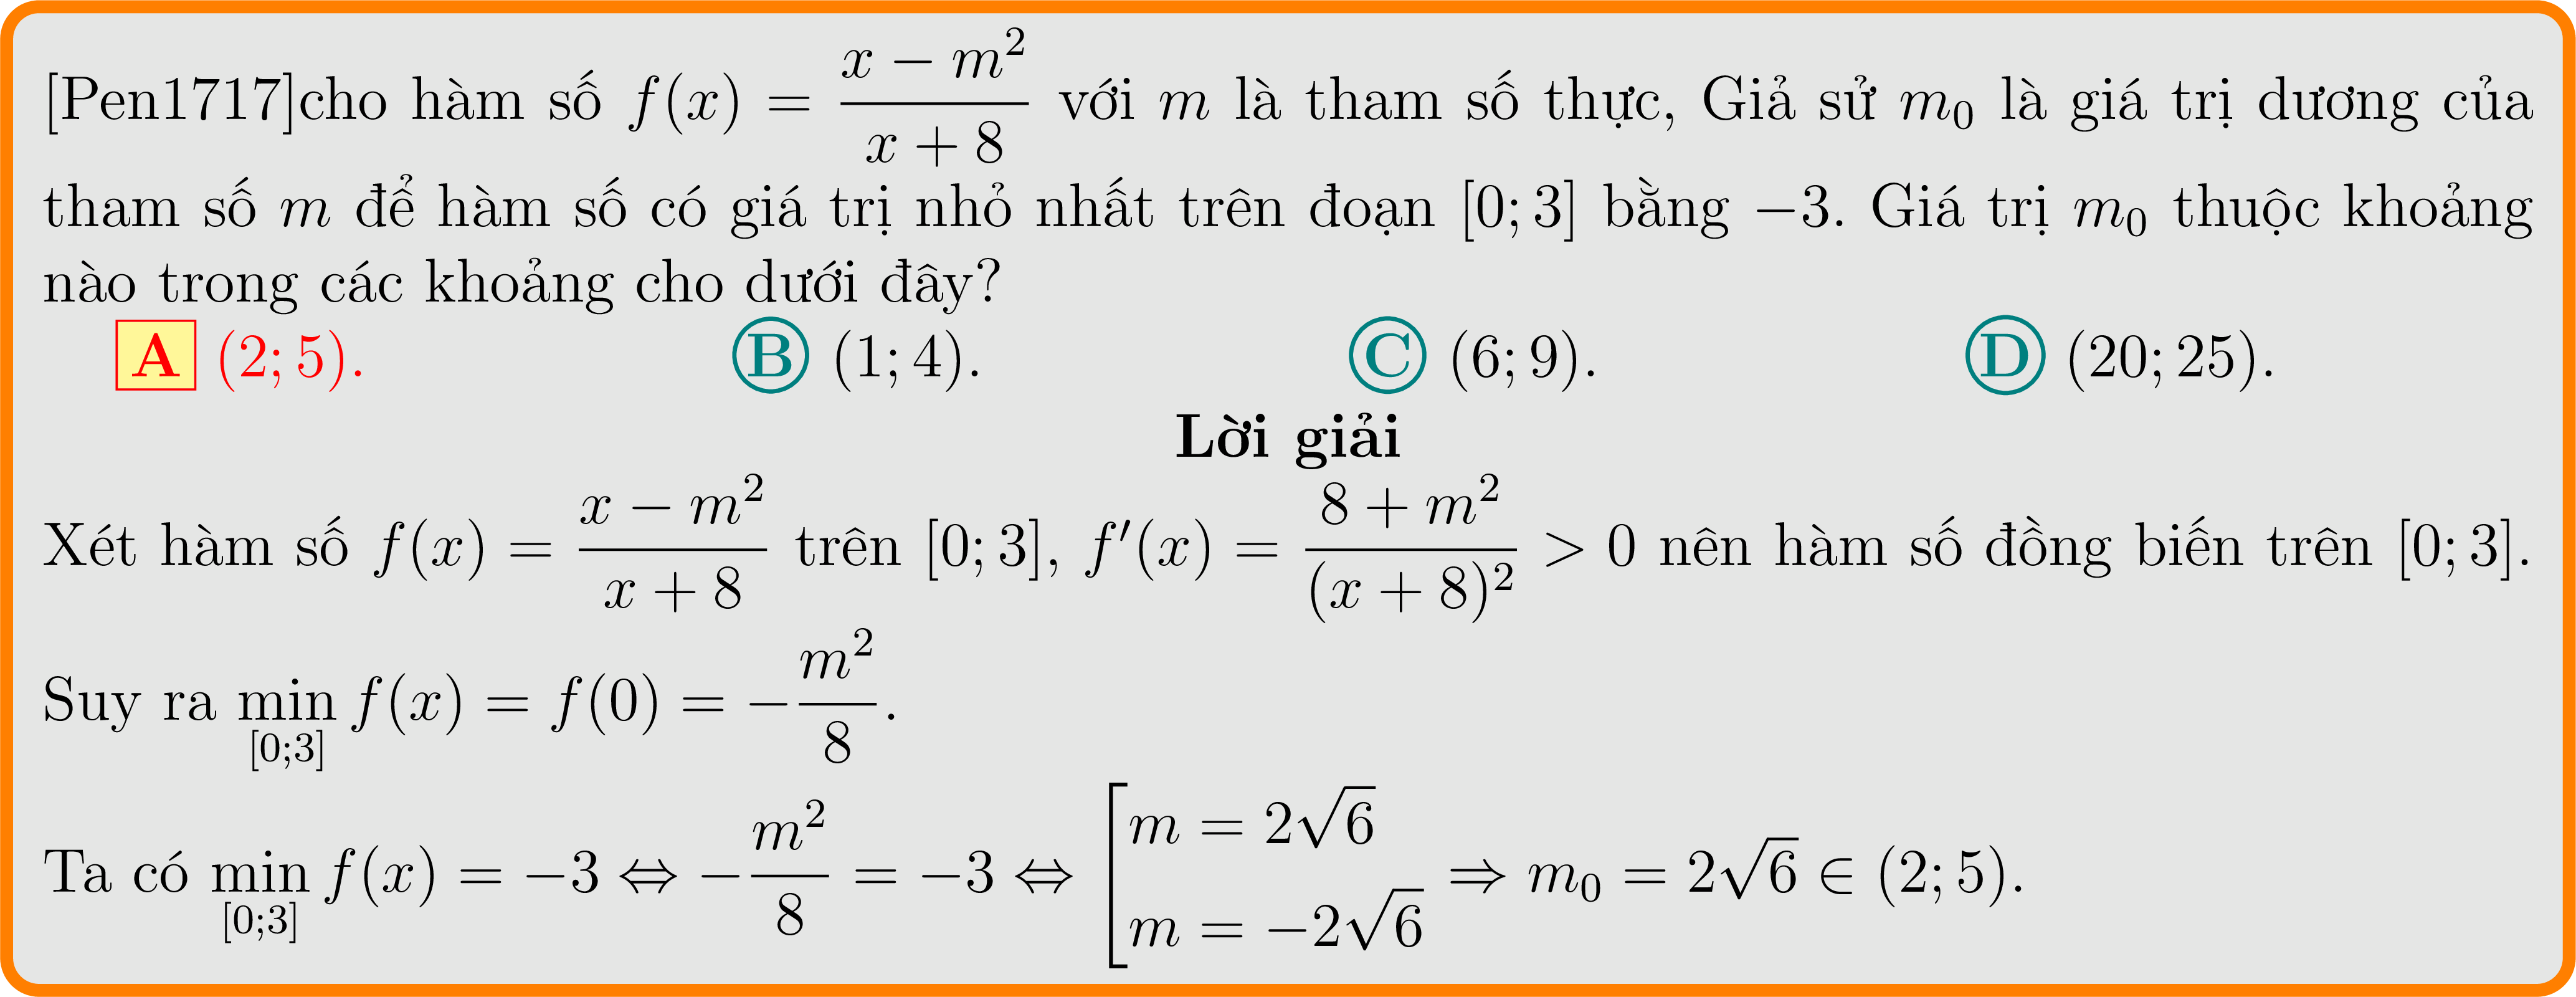 [Pen1717]cho hàm số $f(x) = \dfrac{x - m^2}{x + 8}$ với $m$ là tham số thực, Giả sử $m_0$ là giá trị dương của
tham số $m$ để hàm số có giá trị nhỏ nhất trên đoạn $[0; 3]$ bằng $-3$. Giá trị $m_0$ thuộc khoảng
nào trong các khoảng cho dưới đây?
A $(2; 5)$. B $(1; 4)$. C $(6; 9)$. D $(20; 25)$.
Lời giải
Xét hàm số $f(x) = \dfrac{x - m^2}{x + 8}$ trên $[0; 3]$, $f'(x) = \dfrac{8 + m^2}{(x + 8)^2} > 0$ nên hàm số đồng biến trên $[0; 3]$.
Suy ra $\min\limits_{[0;3]} f(x) = f(0) = -\dfrac{m^2}{8}$.
Ta có $\min\limits_{[0;3]} f(x) = -3 \Leftrightarrow -\dfrac{m^2}{8} = -3 \Leftrightarrow \left[\begin{array}{l} m = 2\sqrt{6} \\ m = -2\sqrt{6} \end{array}\right. \Rightarrow m_0 = 2\sqrt{6} \in (2; 5)$.